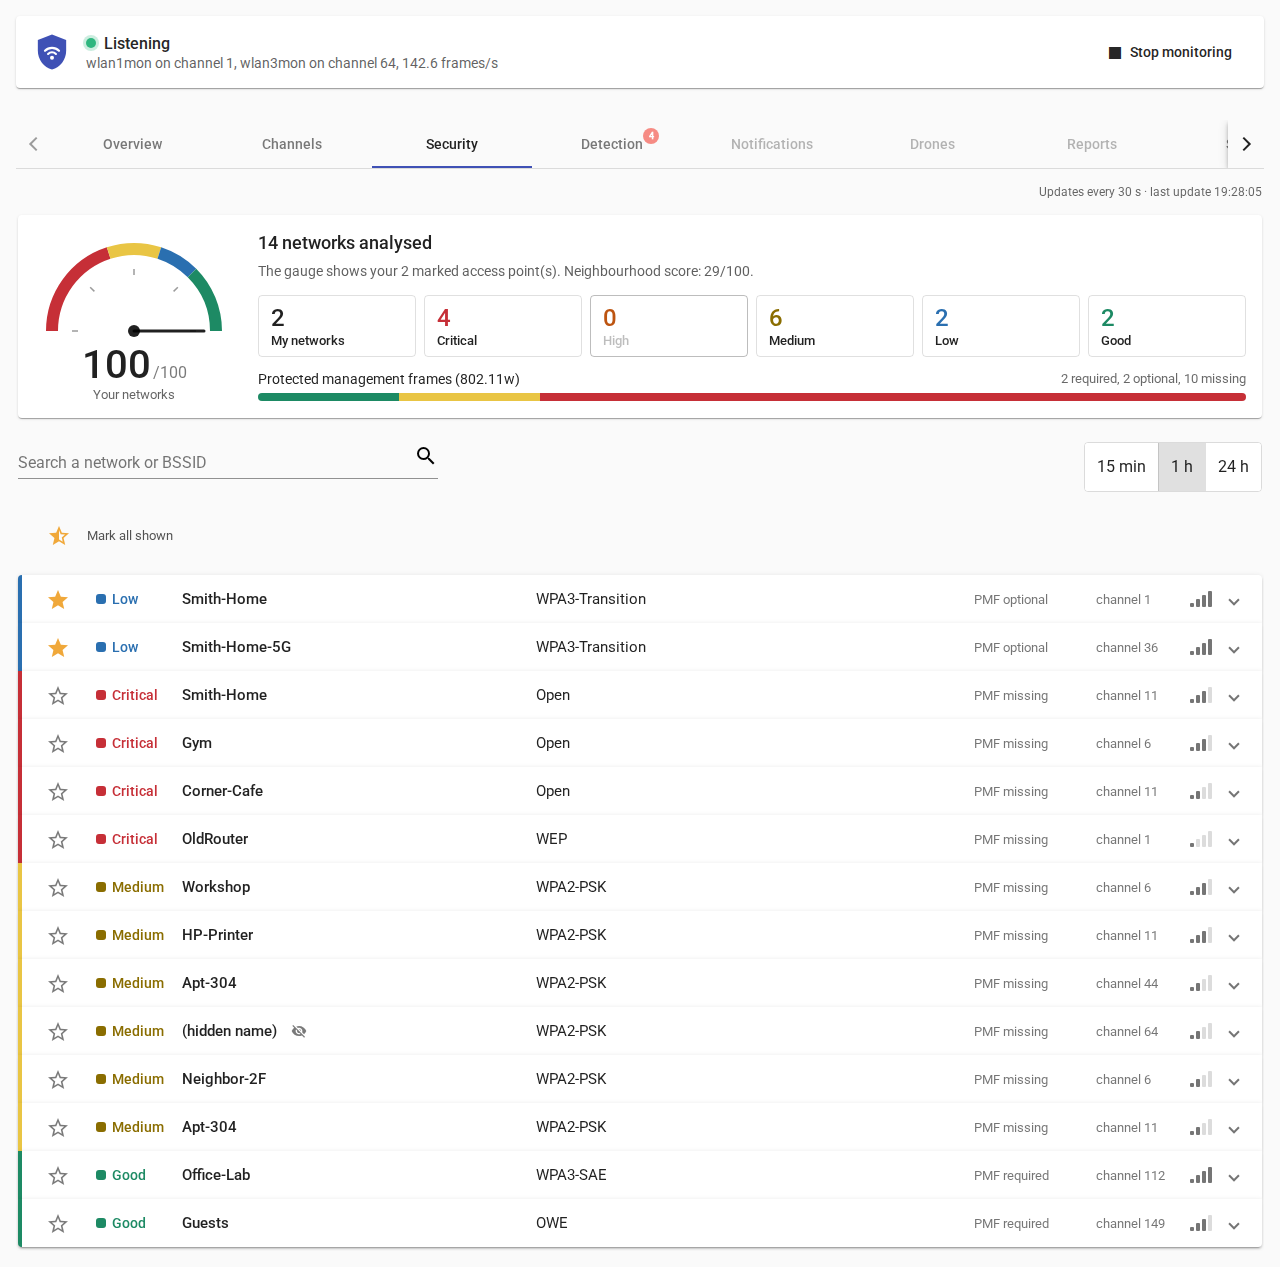 Listening
wlan1mon on channel 1, wlan3mon on channel 64, 142.6 frames/s
Stop monitoring
Overview Channels Security Detection 4 Notifications Drones Reports
Updates every 30 s · last update 19:28:05
14 networks analysed
The gauge shows your 2 marked access point(s). Neighbourhood score: 29/100.
2 4 0 6 2 2
My networks Critical High Medium Low Good
100 /100
Your networks
Protected management frames (802.11w) 2 required, 2 optional, 10 missing
Search a network or BSSID
15 min 1 h 24 h
Mark all shown
Low Smith-Home WPA3-Transition PMF optional channel 1
Low Smith-Home-5G WPA3-Transition PMF optional channel 36
Critical Smith-Home Open PMF missing channel 11
Critical Gym Open PMF missing channel 6
Critical Corner-Cafe Open PMF missing channel 11
Critical OldRouter WEP PMF missing channel 1
Medium Workshop WPA2-PSK PMF missing channel 6
Medium HP-Printer WPA2-PSK PMF missing channel 11
Medium Apt-304 WPA2-PSK PMF missing channel 44
Medium (hidden name) WPA2-PSK PMF missing channel 64
Medium Neighbor-2F WPA2-PSK PMF missing channel 6
Medium Apt-304 WPA2-PSK PMF missing channel 11
Good Office-Lab WPA3-SAE PMF required channel 112
Good Guests OWE PMF required channel 149